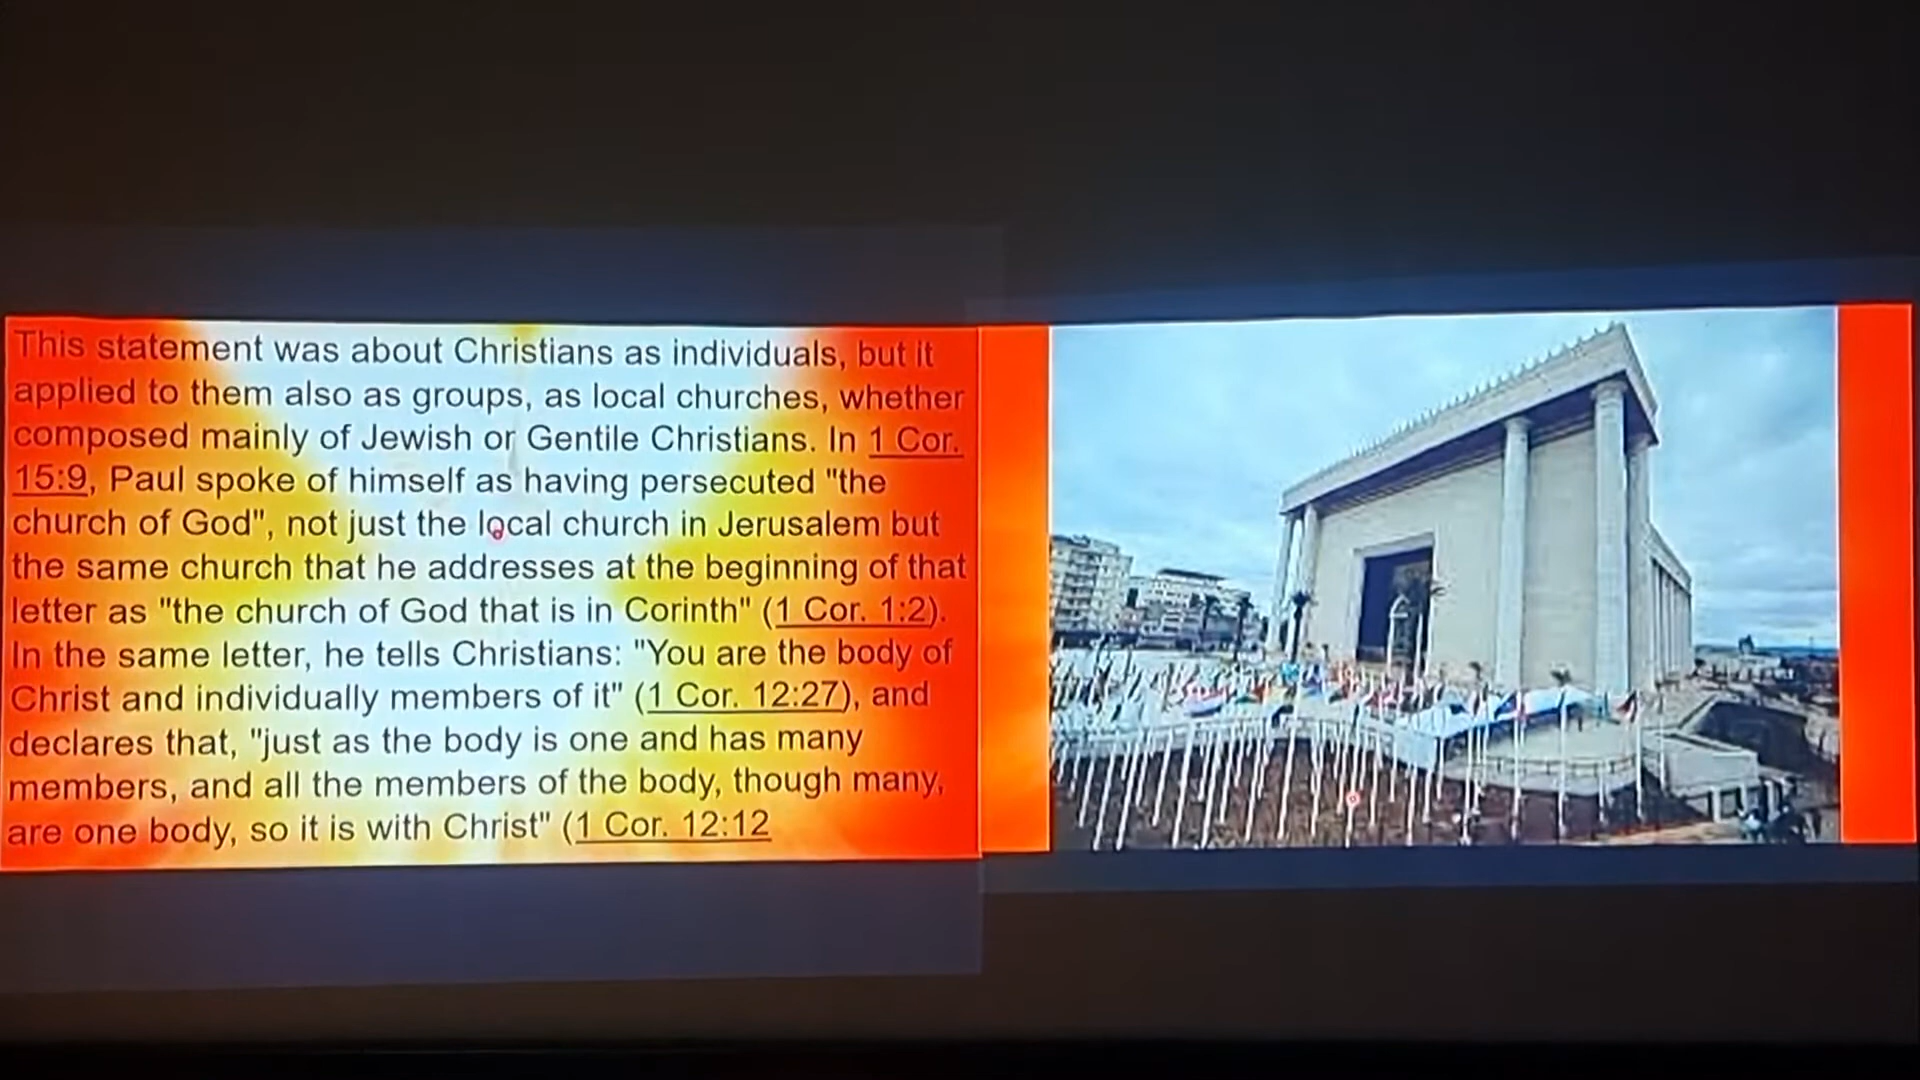 This statement was about Christians as individuals, but it
applied to them also as groups, as local churches, whether
composed mainly of Jewish or Gentile Christians. In 1 Cor.
15:9, Paul spoke of himself as having persecuted "the
church of God", not just the local church in Jerusalem but
the same church that he addresses at the beginning of that
letter as "the church of God that is in Corinth" (1 Cor. 1:2).
In the same letter, he tells Christians: "You are the body of
Christ and individually members of it" (1 Cor. 12:27), and
declares that, "just as the body is one and has many
members, and all the members of the body, though many,
are one body, so it is with Christ" (1 Cor. 12:12